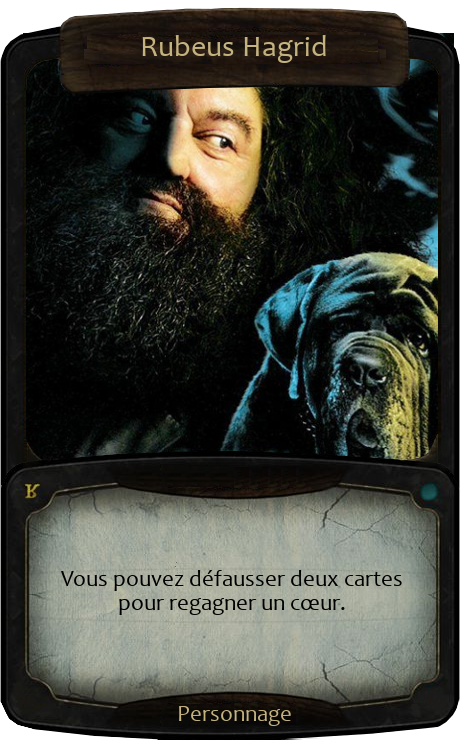 Rubeus Hagrid
Vous pouvez défausser deux cartes
pour regagner un cœur.
Personnage